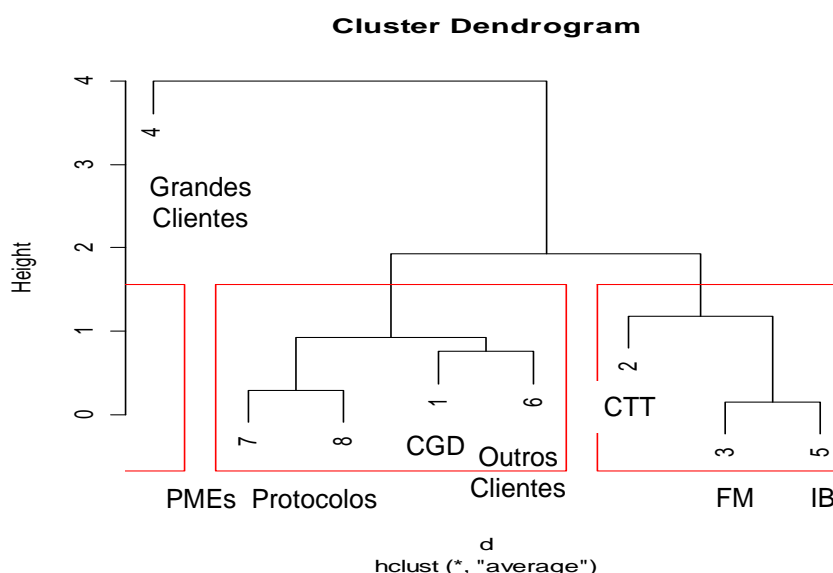 Cluster Dendrogram
Height
4
3
2
1
0
4
Grandes
Clientes
7
8
1
6
2
3
5
CGD
Outros
Clientes
CTT
PMEs
Protocolos
FM
IB
d
hclust (*, "average")